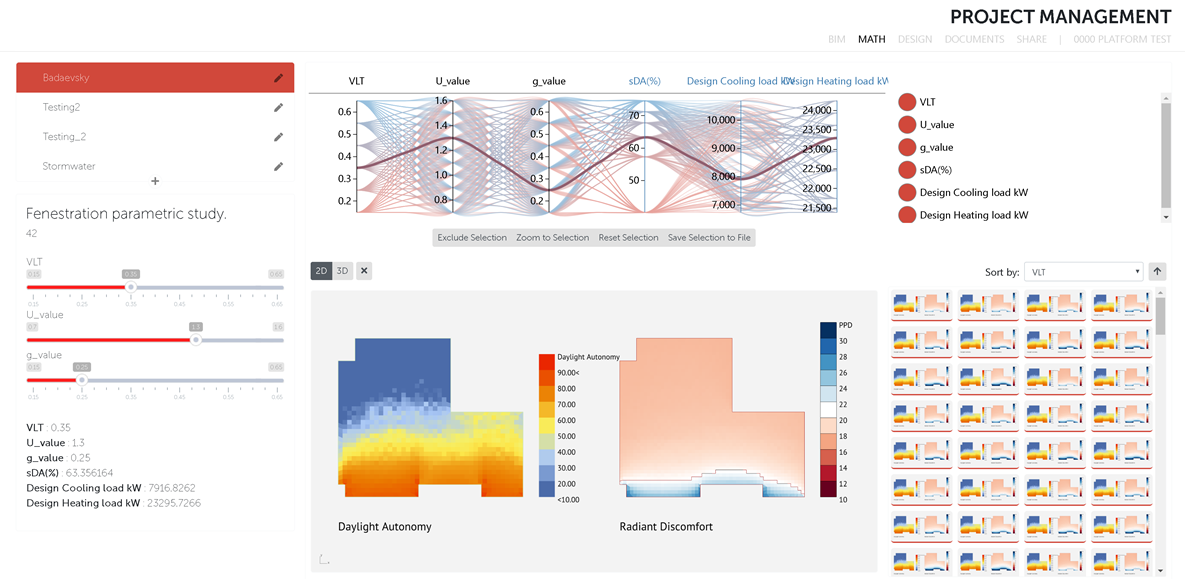 PROJECT MANAGEMENT
BIM MATH DESIGN DOCUMENTS SHARE | 0000 PLATFORM TEST
Badaevsky
Testing2
Testing_2
Stormwater
+
Fenestration parametric study.
42
VLT
0.15 0.35 0.65
0.15 0.25 0.35 0.45 0.55 0.65
U_value
0.7 1.3 1.6
g_value
0.15 0.25 0.65
0.15 0.25 0.35 0.45 0.55 0.65
VLT : 0.35
U_value : 1.3
g_value : 0.25
sDA(%) : 63.356164
Design Cooling load kW : 7916.8262
Design Heating load kW : 23295.7266
VLT U_value g_value sDA(%) Design Cooling load kW Design Heating load kW
0.6
0.5
0.4
0.3
0.2
1.6
1.4
1.2
1.0
0.8
0.6
0.5
0.4
0.3
0.2
70
60
50
10,000
9,000
8,000
7,000
24,000
23,500
23,000
22,500
22,000
21,500
VLT
U_value
g_value
sDA(%)
Design Cooling load kW
Design Heating load kW
Exclude Selection Zoom to Selection Reset Selection Save Selection to File
2D 3D ×
Sort by: VLT
Daylight Autonomy
90.00<
80.00
70.00
60.00
50.00
40.00
30.00
20.00
<10.00
PPD
30
28
26
24
22
20
18
16
14
12
10
Daylight Autonomy
Radiant Discomfort